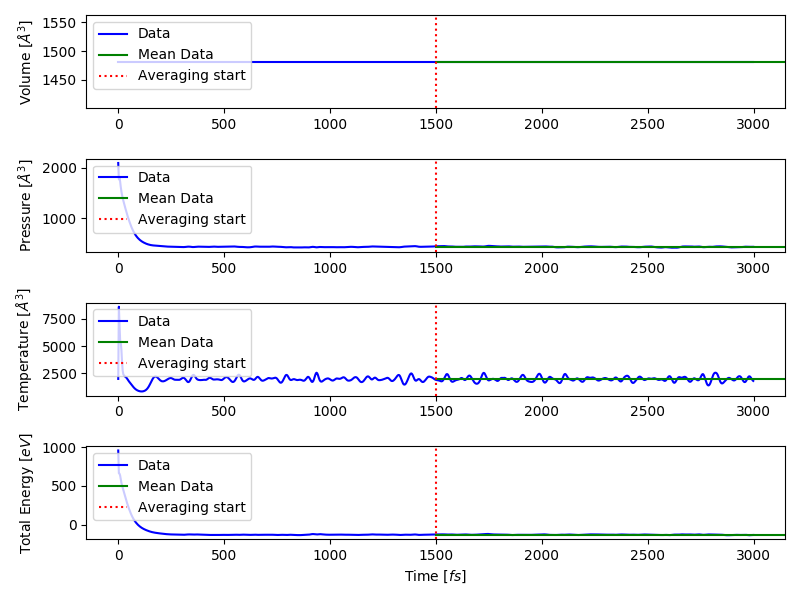 Volume [Å³]
1550
1500
1450
Data
Mean Data
Averaging start
0 500 1000 1500 2000 2500 3000
Pressure [Å³]
2000
1000
Data
Mean Data
Averaging start
0 500 1000 1500 2000 2500 3000
Temperature [Å³]
7500
5000
2500
Data
Mean Data
Averaging start
0 500 1000 1500 2000 2500 3000
Total Energy [eV]
1000
500
0
Data
Mean Data
Averaging start
0 500 1000 1500 2000 2500 3000
Time [fs]